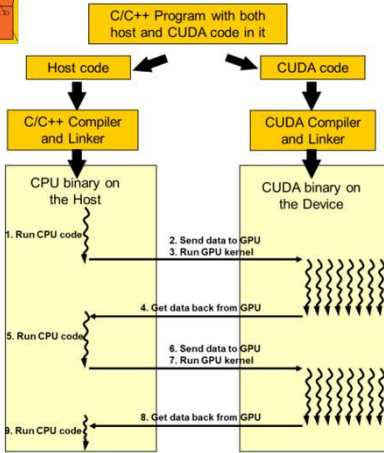 C/C++ Program with both
host and CUDA code in it
Host code
CUDA code
C/C++ Compiler
and Linker
CUDA Compiler
and Linker
CPU binary on
the Host
CUDA binary on
the Device
1. Run CPU code
2. Send data to GPU
3. Run GPU kernel
4. Get data back from GPU
5. Run CPU code
6. Send data to GPU
7. Run GPU kernel
8. Get data back from GPU
9. Run CPU code